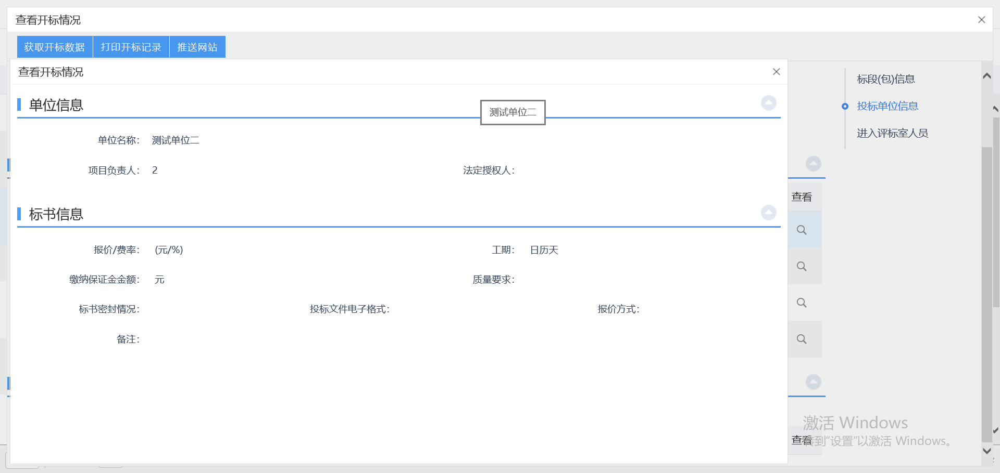 查看开标情况
获取开标数据 打印开标记录 推送网站
查看开标情况
单位信息
测试单位二
单位名称： 测试单位二
项目负责人： 2 法定授权人：
标书信息
报价/费率： (元/%) 工期： 日历天
缴纳保证金金额： 元 质量要求：
标书密封情况： 投标文件电子格式： 报价方式：
备注：
标段(包)信息
投标单位信息
进入评标室人员
查看
查看
激活 Windows
转到“设置”以激活 Windows。